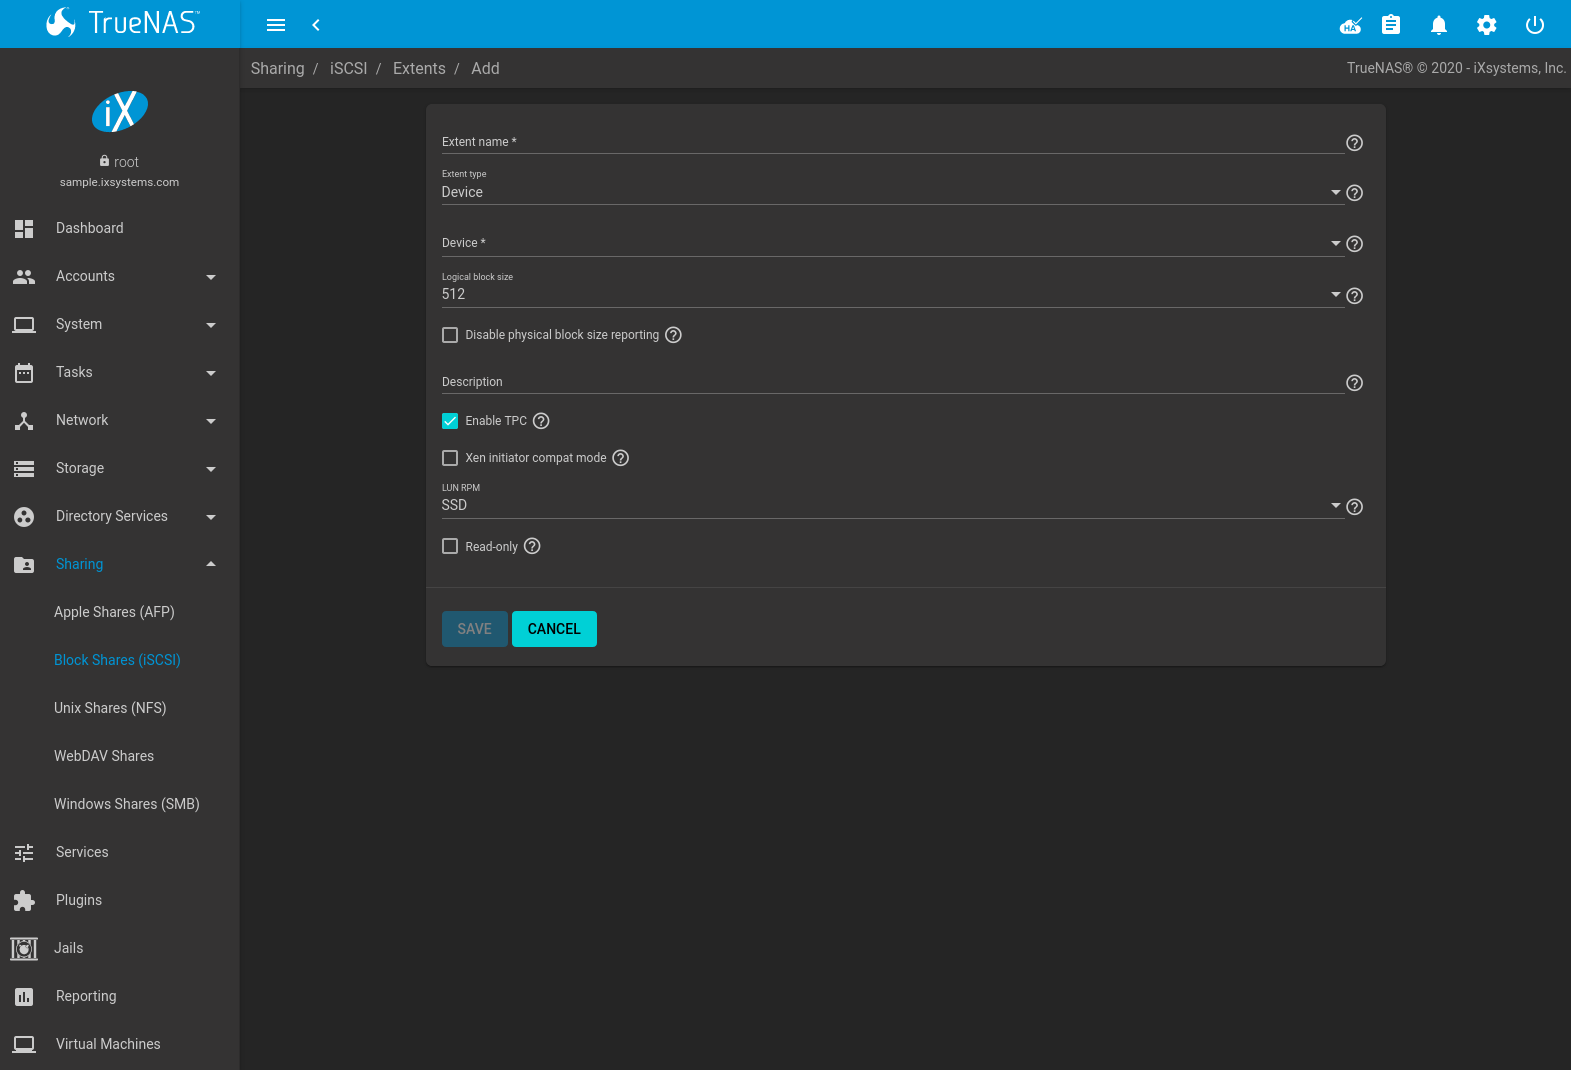 TrueNAS™
Sharing / iSCSI / Extents / Add
TrueNAS® © 2020 - iXsystems, Inc.
iX
root
sample.ixsystems.com
Dashboard
Accounts
System
Tasks
Network
Storage
Directory Services
Sharing
Apple Shares (AFP)
Block Shares (iSCSI)
Unix Shares (NFS)
WebDAV Shares
Windows Shares (SMB)
Services
Plugins
Jails
Reporting
Virtual Machines
HA
Extent name *
Extent type
Device
Device *
Logical block size
512
Disable physical block size reporting
Description
Enable TPC
Xen initiator compat mode
LUN RPM
SSD
Read-only
SAVE CANCEL